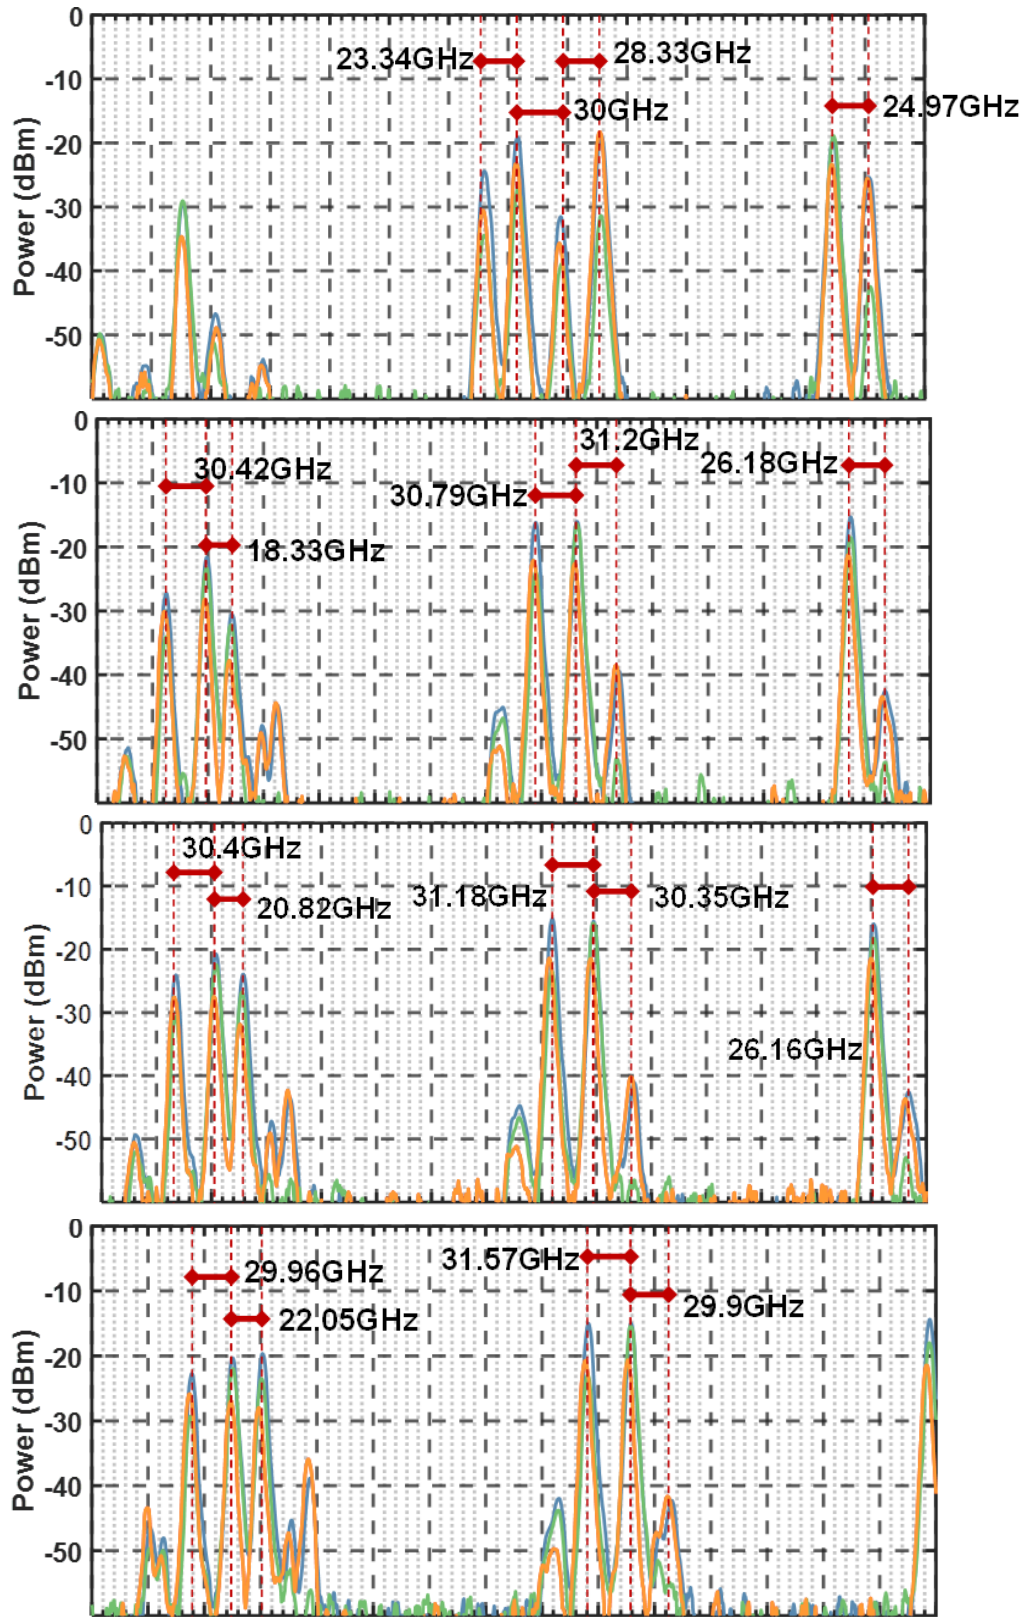 0
23.34GHz
28.33GHz
-10
30GHz
24.97GHz
-20
-30
-40
-50
Power (dBm)
0
31.2GHz
30.42GHz
26.18GHz
-10
30.79GHz
-20
18.33GHz
-30
-40
-50
Power (dBm)
0
30.4GHz
-10
31.18GHz
30.35GHz
20.82GHz
-20
-30
26.16GHz
-40
-50
Power (dBm)
0
31.57GHz
29.96GHz
-10
29.9GHz
22.05GHz
-20
-30
-40
-50
Power (dBm)